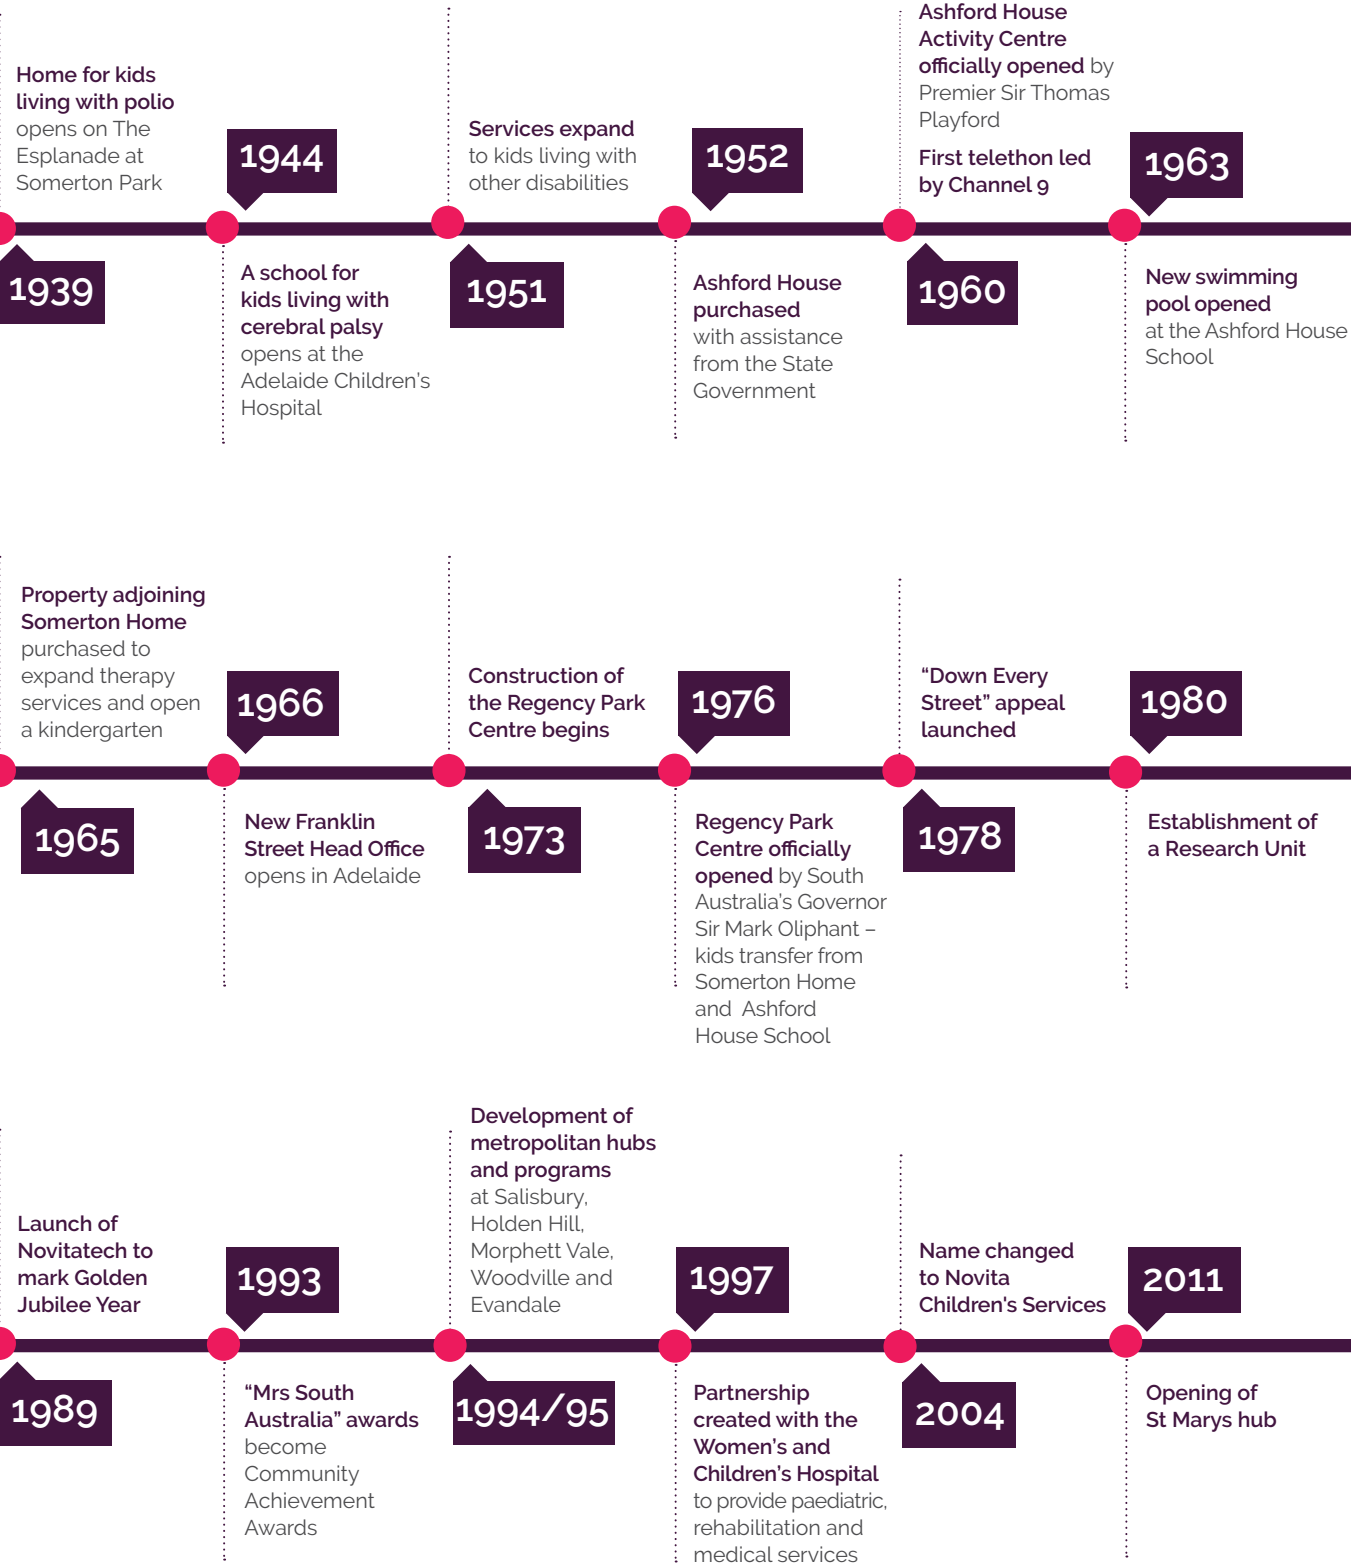 Home for kids
living with polio
opens on The
Esplanade at
Somerton Park
1939
1944
A school for
kids living with
cerebral palsy
opens at the
Adelaide Children's
Hospital
Services expand
to kids living with
other disabilities
1951
1952
Ashford House
purchased
with assistance
from the State
Government
Ashford House
Activity Centre
officially opened by
Premier Sir Thomas
Playford
First telethon led
by Channel 9
1960
1963
New swimming
pool opened
at the Ashford House
School
Property adjoining
Somerton Home
purchased to
expand therapy
services and open
a kindergarten
1965
1966
New Franklin
Street Head Office
opens in Adelaide
Construction of
the Regency Park
Centre begins
1973
1976
Regency Park
Centre officially
opened by South
Australia's Governor
Sir Mark Oliphant –
kids transfer from
Somerton Home
and  Ashford
House School
“Down Every
Street” appeal
launched
1978
1980
Establishment of
a Research Unit
Launch of
Novitatech to
mark Golden
Jubilee Year
1989
1993
“Mrs South
Australia” awards
become
Community
Achievement
Awards
Development of
metropolitan hubs
and programs
at Salisbury,
Holden Hill,
Morphett Vale,
Woodville and
Evandale
1994/95
1997
Partnership
created with the
Women's and
Children's Hospital
to provide paediatric,
rehabilitation and
medical services
Name changed
to Novita
Children's Services
2004
2011
Opening of
St Marys hub